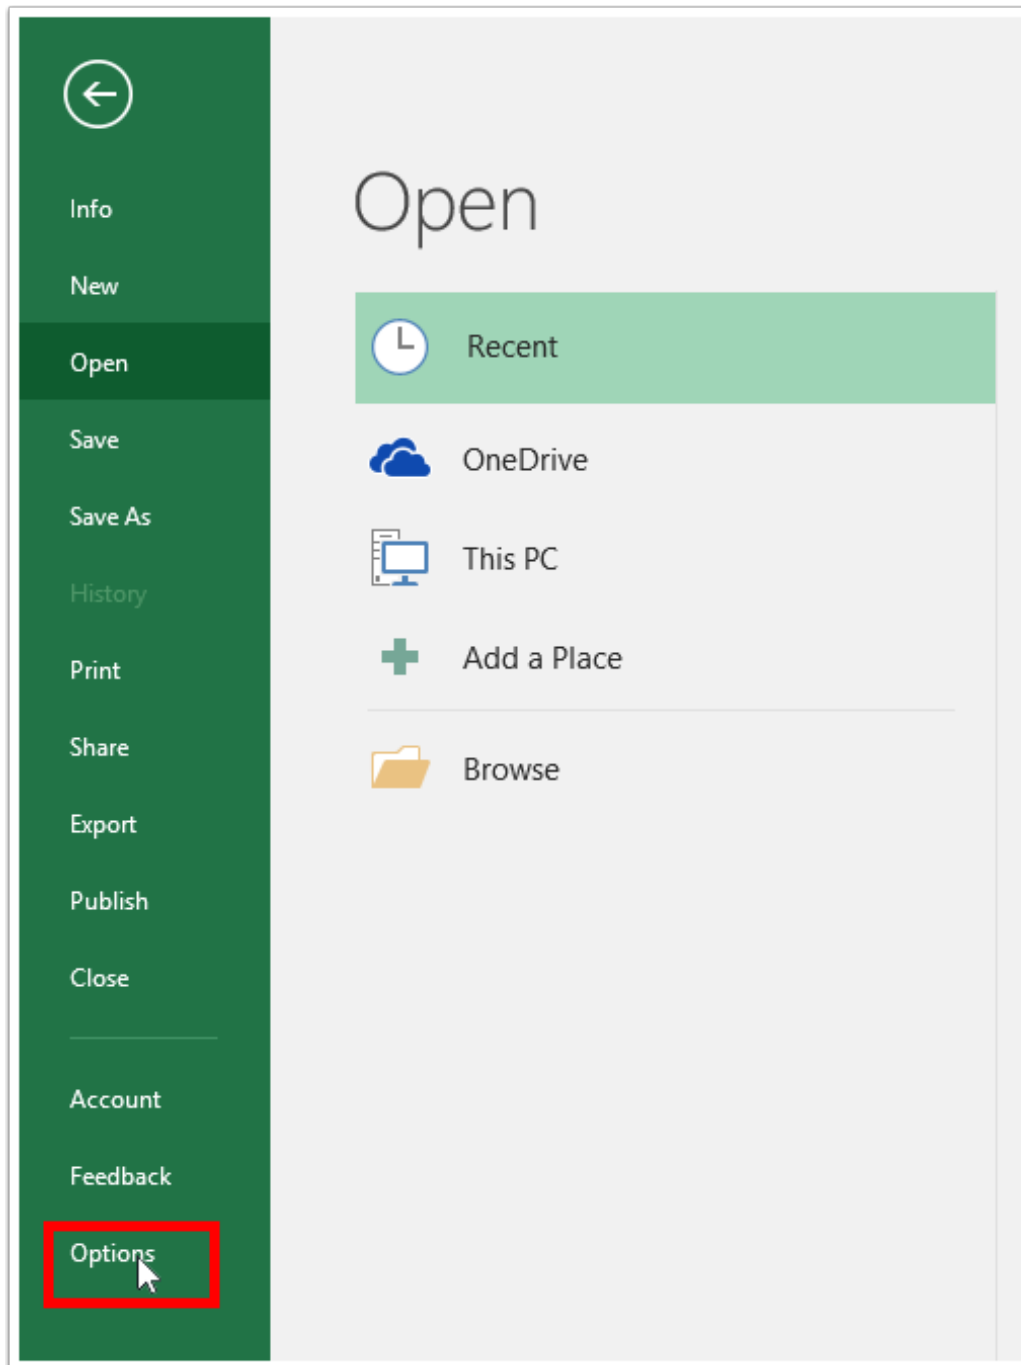 Info
New
Open
Save
Save As
History
Print
Share
Export
Publish
Close
Account
Feedback
Options
Open
Recent
OneDrive
This PC
Add a Place
Browse